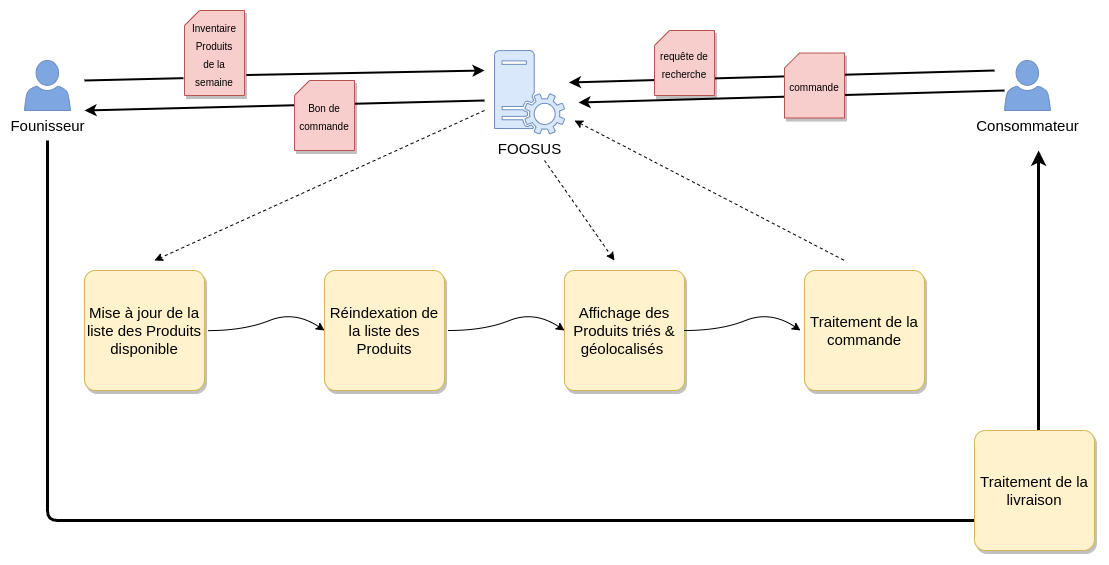 Inventaire
Produits
de la
semaine
Bon de
commande
requête de
recherche
commande
Founisseur
FOOSUS
Consommateur
Mise à jour de la
liste des Produits
disponible
Réindexation de
la liste des
Produits
Affichage des
Produits triés &
géolocalisés
Traitement de la
commande
Traitement de la
livraison